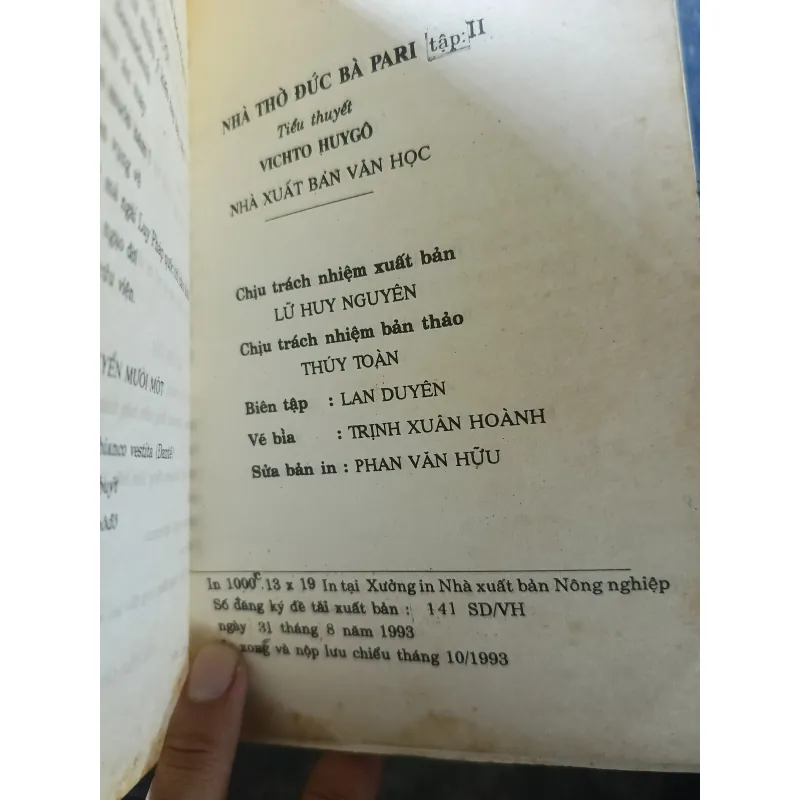 NHÀ THỜ ĐỨC BÀ PARI tập: II
Tiểu thuyết
VICHTO HUYGÔ
NHÀ XUẤT BẢN VĂN HỌC
Chịu trách nhiệm xuất bản
LỮ HUY NGUYÊN
Chịu trách nhiệm bản thảo
THÚY TOÀN
Biên tập : LAN DUYÊN
Vẽ bìa : TRỊNH XUÂN HOÀNH
Sửa bản in : PHAN VĂN HỮU
In 1000c.13 x 19 In tại Xưởng in Nhà xuất bản Nông nghiệp
Số đăng ký đề tài xuất bản : 141 SD/VH
ngày 31 tháng 8 năm 1993
xong và nộp lưu chiểu tháng 10/1993
MƯỜI MỘT
bianco vestita